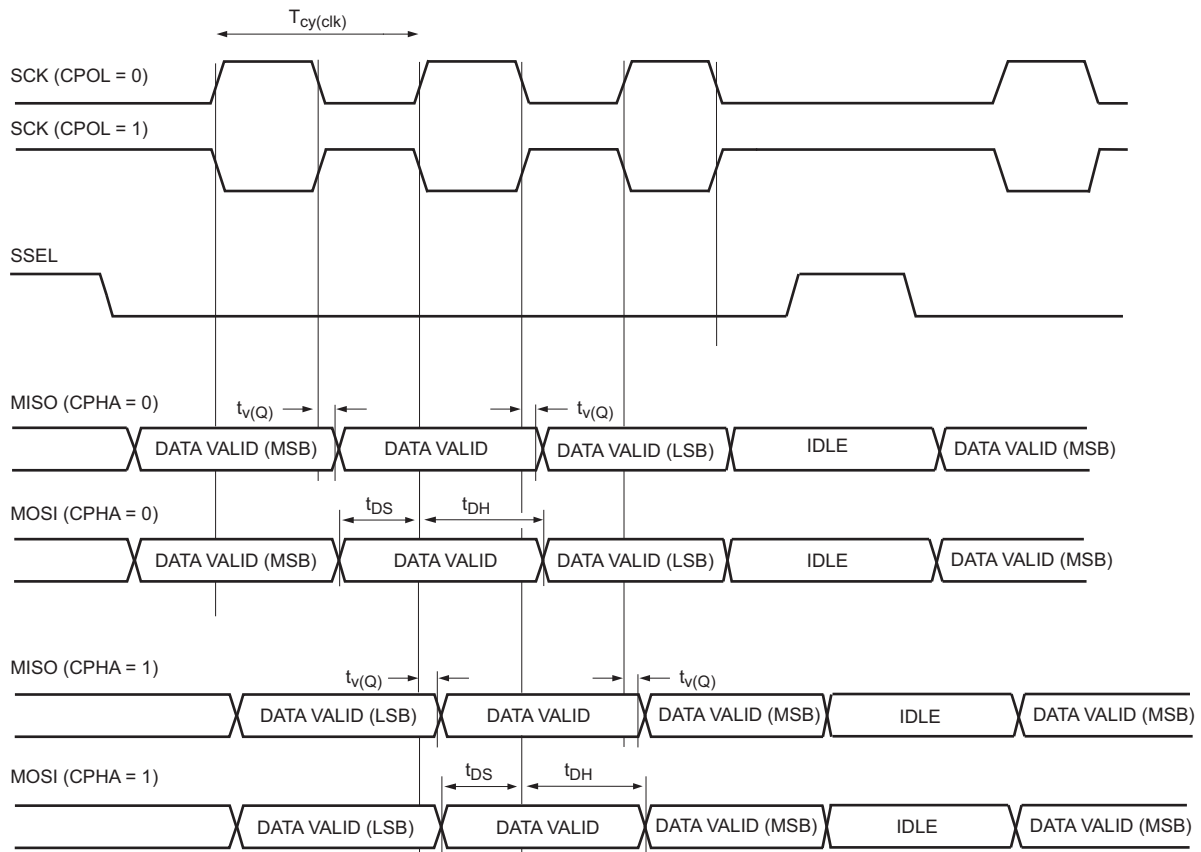 Tcy(clk)
SCK (CPOL = 0)
SCK (CPOL = 1)
SSEL
MISO (CPHA = 0)
tv(Q) tv(Q)
DATA VALID (MSB) DATA VALID DATA VALID (LSB) IDLE DATA VALID (MSB)
tDS tDH
MOSI (CPHA = 0)
DATA VALID (MSB) DATA VALID DATA VALID (LSB) IDLE DATA VALID (MSB)
MISO (CPHA = 1)
tv(Q) tv(Q)
DATA VALID (LSB) DATA VALID DATA VALID (MSB) IDLE DATA VALID (MSB)
tDS tDH
MOSI (CPHA = 1)
DATA VALID (LSB) DATA VALID DATA VALID (MSB) IDLE DATA VALID (MSB)